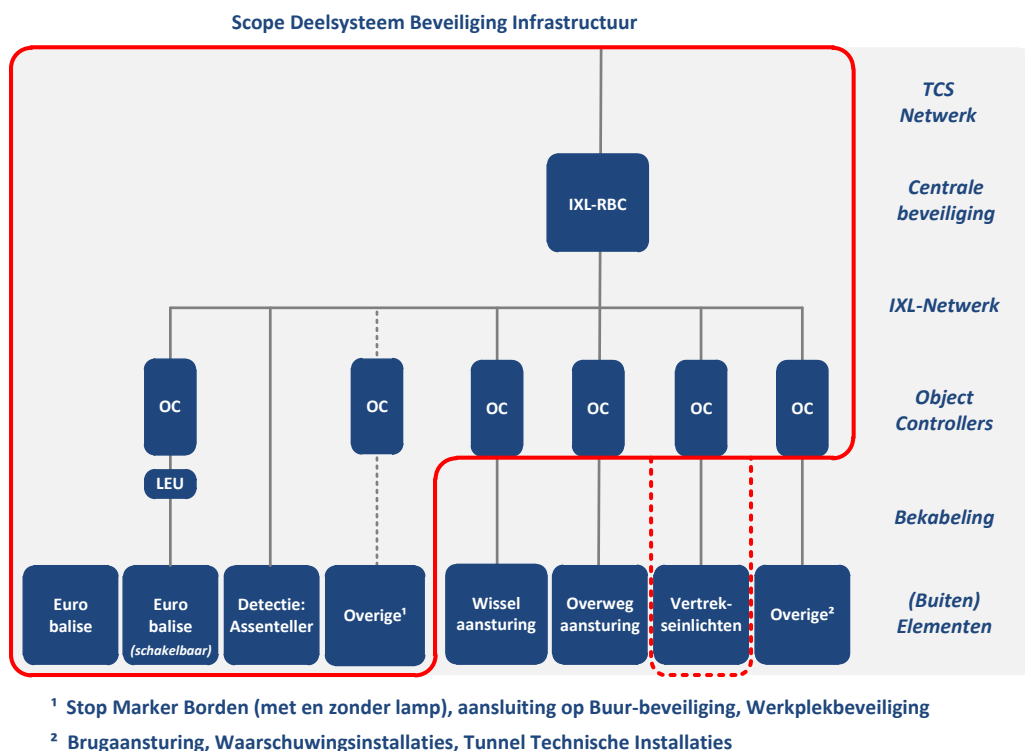 Scope Deelsysteem Beveiliging Infrastructuur
TCS
Netwerk
IXL-RBC
Centrale
beveiliging
IXL-Netwerk
OC
OC
OC
OC
OC
OC
Object
Controllers
LEU
Bekabeling
Euro
balise
Euro
balise
(schakelbaar)
Detectie:
Assenteller
Overige¹
Wissel
aansturing
Overweg
aansturing
Vertrek-
seinlichten
Overige²
(Buiten)
Elementen
¹ Stop Marker Borden (met en zonder lamp), aansluiting op Buur-beveiliging, Werkplekbeveiliging
² Brugaansturing, Waarschuwingsinstallaties, Tunnel Technische Installaties